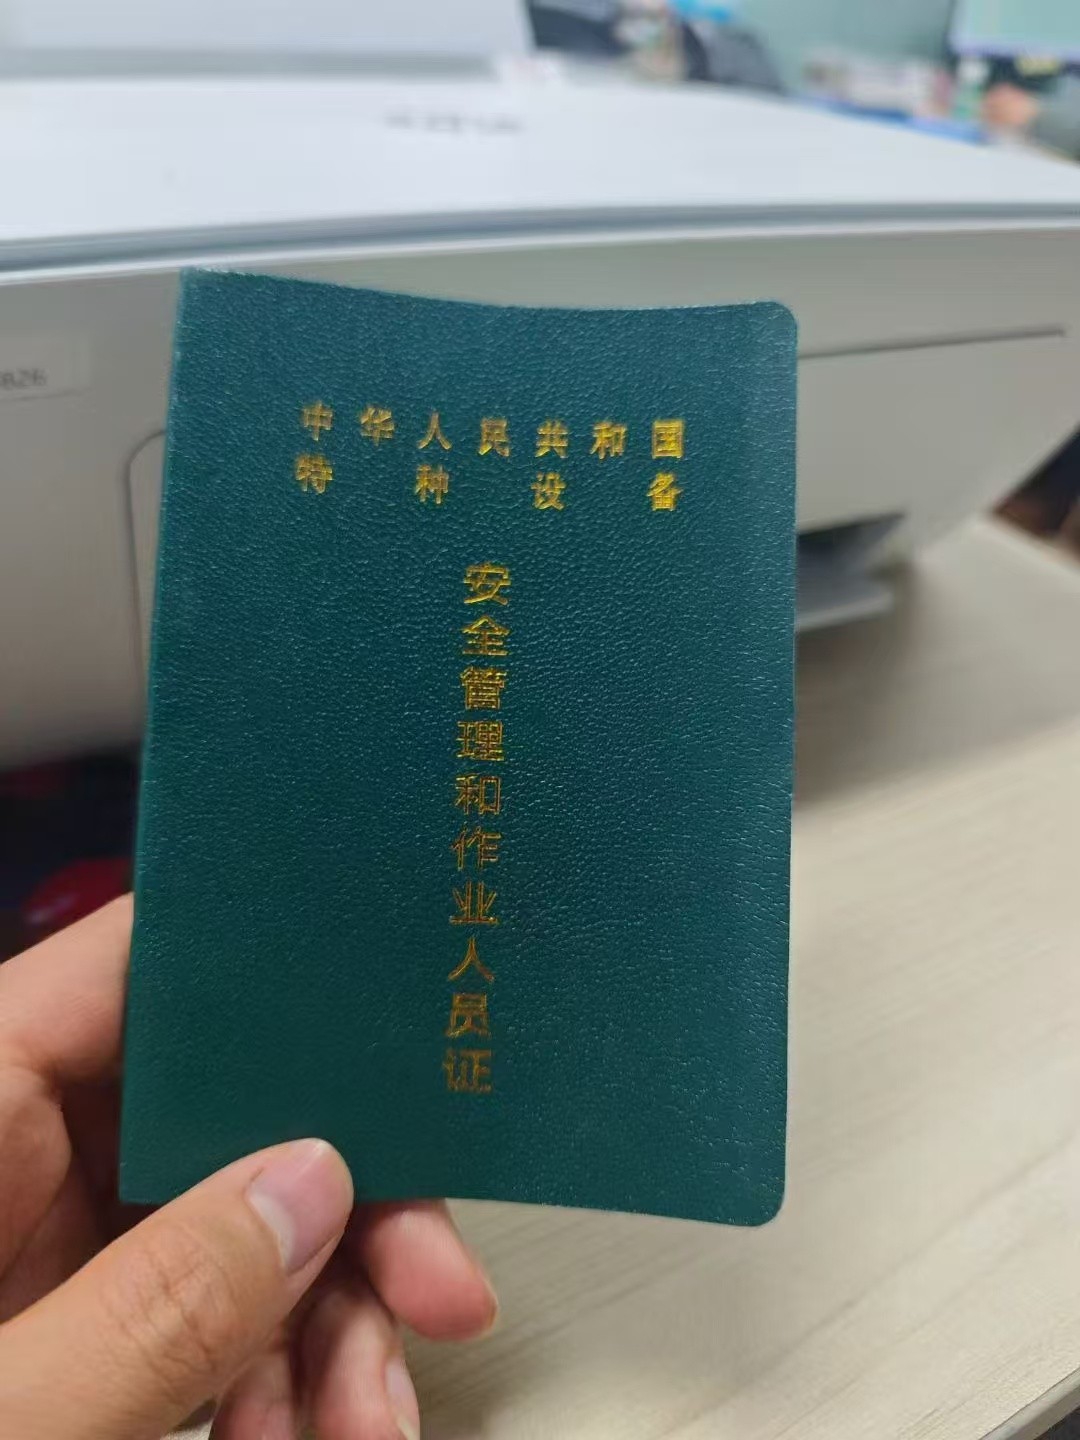 中华人民共和国
特种设备
安全管理和作业人员证